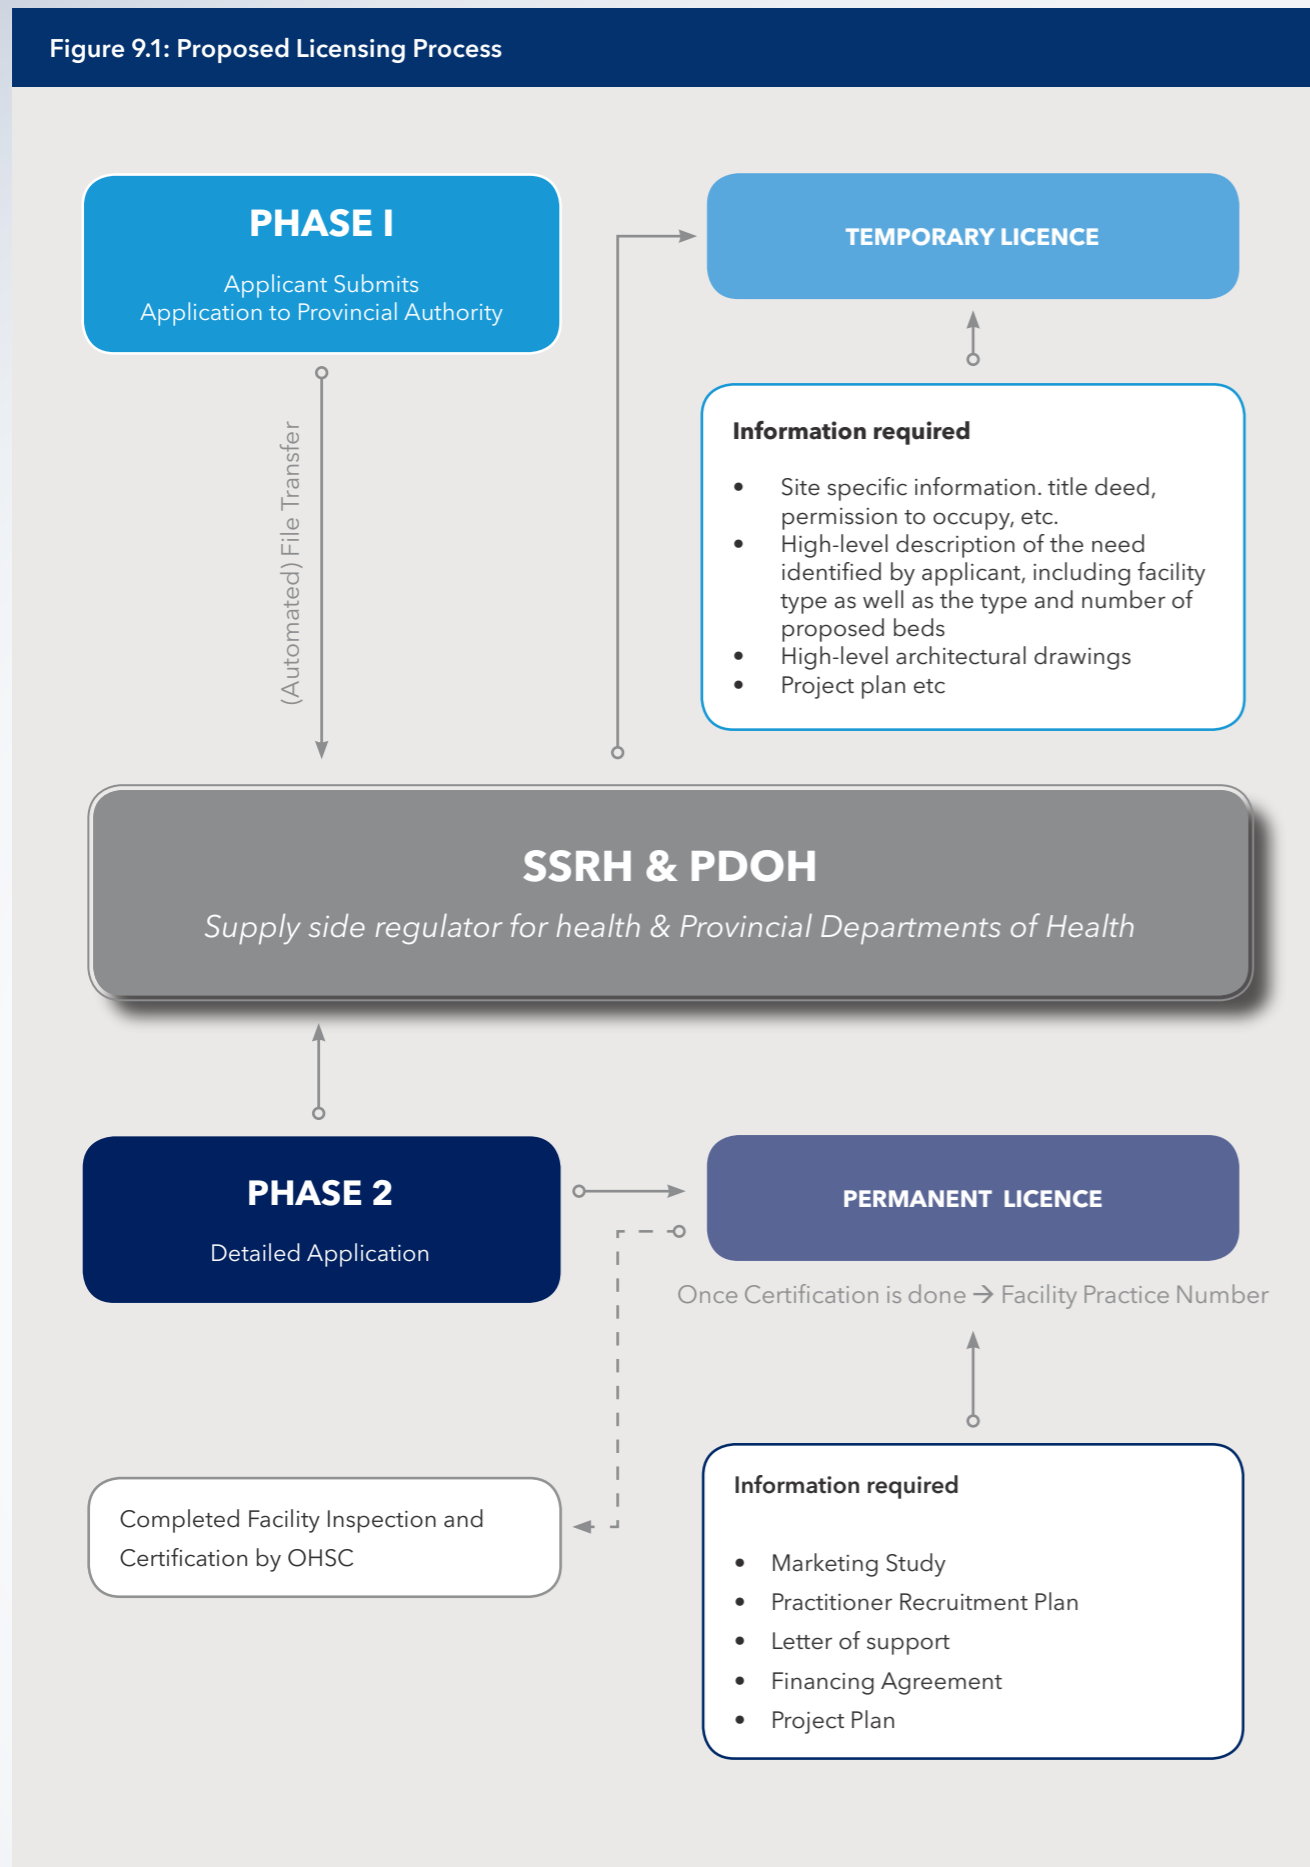 Figure 9.1: Proposed Licensing Process
PHASE I
Applicant Submits
Application to Provincial Authority
TEMPORARY LICENCE
(Automated) File Transfer
Information required
• Site specific information. title deed,
permission to occupy, etc.
• High-level description of the need
identified by applicant, including facility
type as well as the type and number of
proposed beds
• High-level architectural drawings
• Project plan etc
SSRH & PDOH
Supply side regulator for health & Provincial Departments of Health
PHASE 2
Detailed Application
PERMANENT LICENCE
Once Certification is done → Facility Practice Number
Completed Facility Inspection and
Certification by OHSC
Information required
• Marketing Study
• Practitioner Recruitment Plan
• Letter of support
• Financing Agreement
• Project Plan